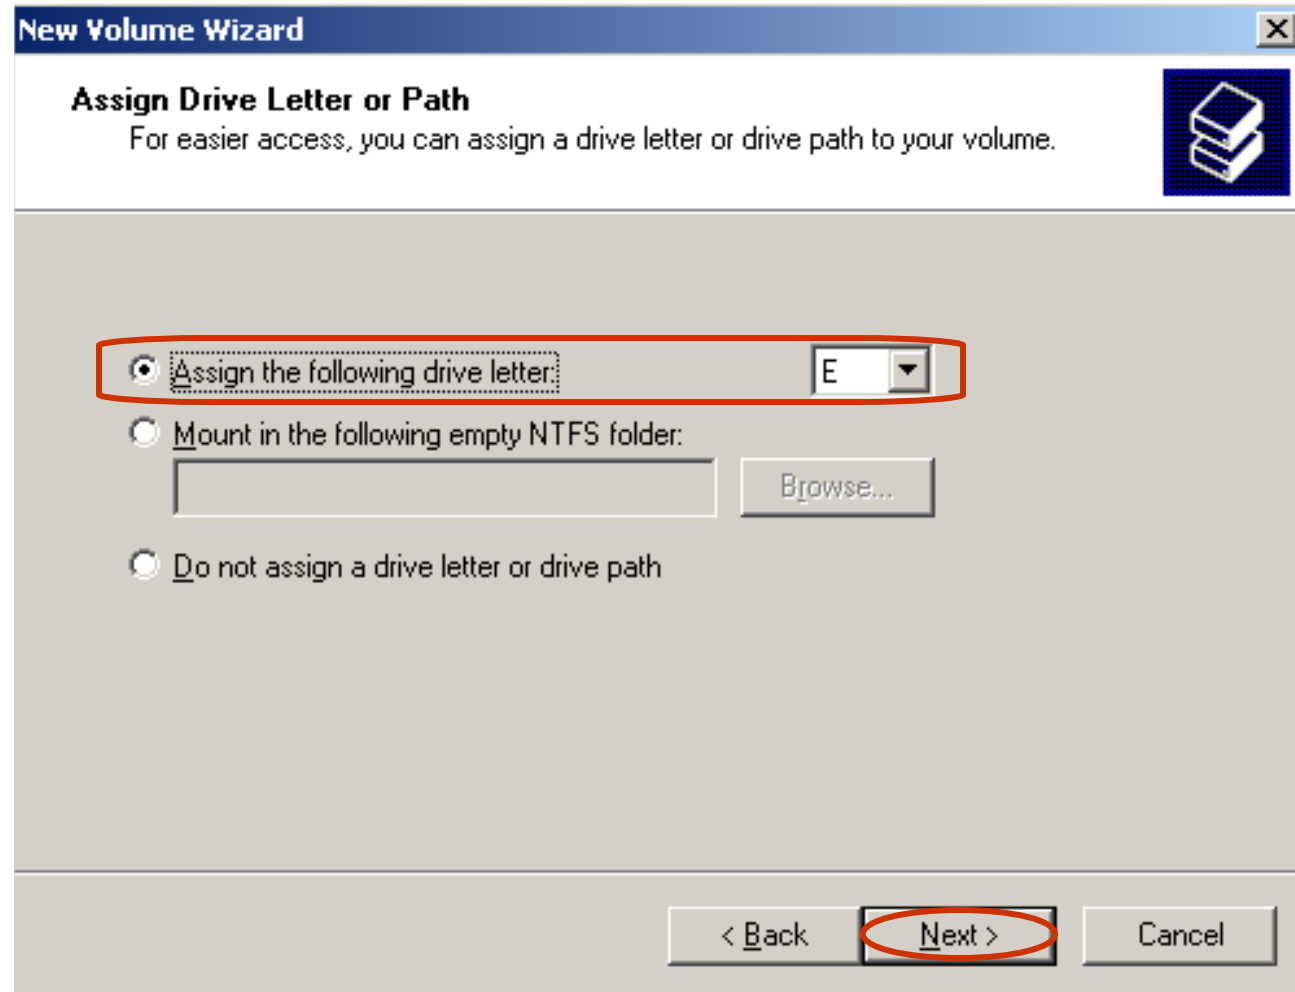 New Volume Wizard
Assign Drive Letter or Path
For easier access, you can assign a drive letter or drive path to your volume.
Assign the following drive letter: E
Mount in the following empty NTFS folder:
Browse...
Do not assign a drive letter or drive path
< Back Next > Cancel